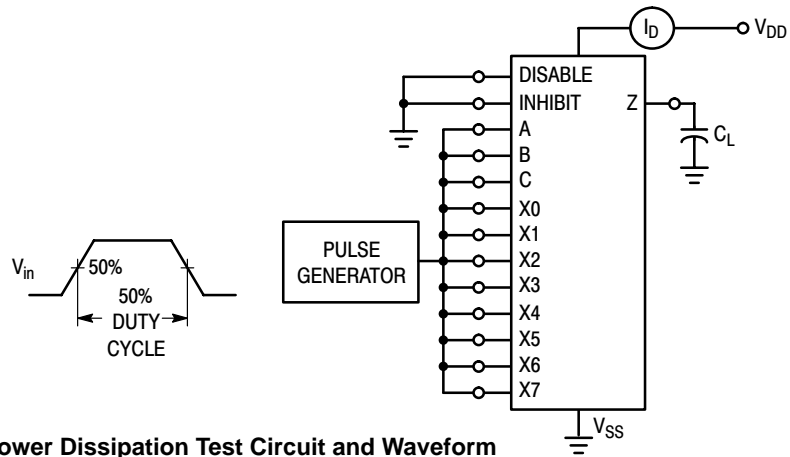 I_D
V_DD
DISABLE
INHIBIT
Z
A
C_L
B
C
X0
X1
PULSE
GENERATOR
X2
X3
X4
X5
X6
X7
V_in
50%
50%
DUTY
CYCLE
V_SS
ower Dissipation Test Circuit and Waveform